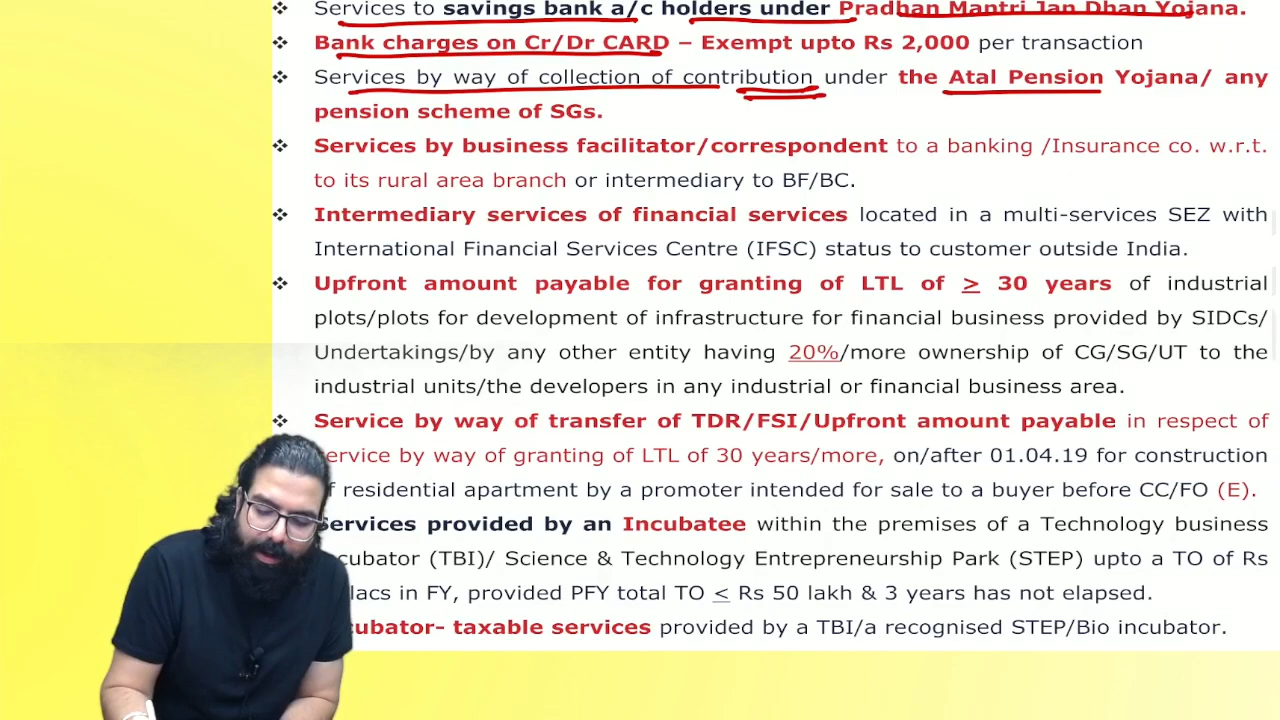 ❖ Services to savings bank a/c holders under Pradhan Mantri Jan Dhan Yojana.
❖ Bank charges on Cr/Dr CARD – Exempt upto Rs 2,000 per transaction
❖ Services by way of collection of contribution under the Atal Pension Yojana/ any
pension scheme of SGs.
❖ Services by business facilitator/correspondent to a banking /Insurance co. w.r.t.
to its rural area branch or intermediary to BF/BC.
❖ Intermediary services of financial services located in a multi-services SEZ with
International Financial Services Centre (IFSC) status to customer outside India.
❖ Upfront amount payable for granting of LTL of > 30 years of industrial
plots/plots for development of infrastructure for financial business provided by SIDCs/
Undertakings/by any other entity having 20%/more ownership of CG/SG/UT to the
industrial units/the developers in any industrial or financial business area.
❖ Service by way of transfer of TDR/FSI/Upfront amount payable in respect of
service by way of granting of LTL of 30 years/more, on/after 01.04.19 for construction
residential apartment by a promoter intended for sale to a buyer before CC/FO (E).
Services provided by an Incubatee within the premises of a Technology business
(TBI)/ Science & Technology Entrepreneurship Park (STEP) upto a TO of Rs
lacs in FY, provided PFY total TO < Rs 50 lakh & 3 years has not elapsed.
taxable services provided by a TBI/a recognised STEP/Bio incubator.